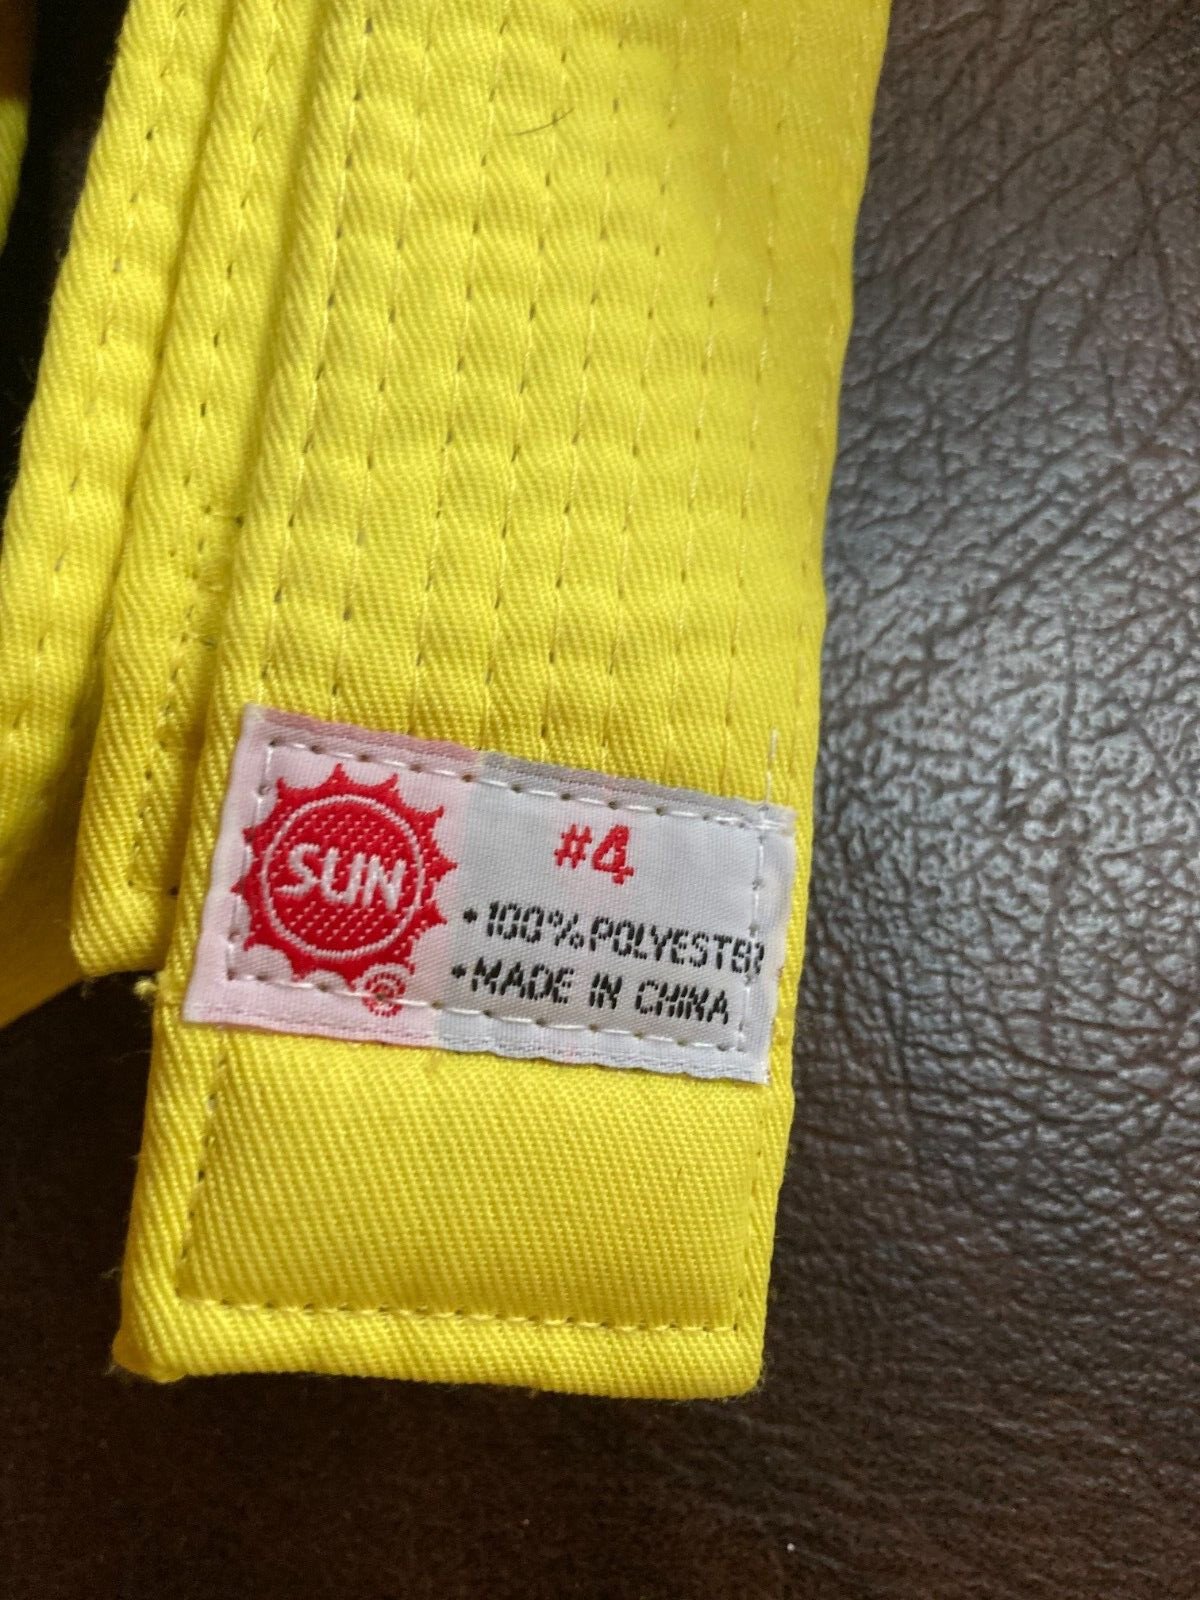 SUN
®
#4
• 100% POLYESTER
• MADE IN CHINA